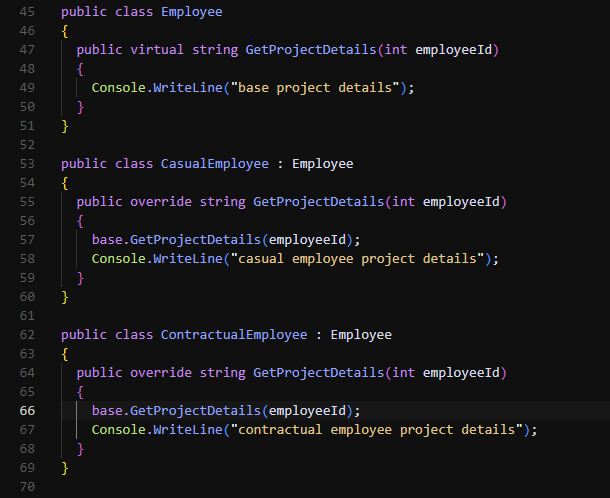 45 public class Employee
46 {
47   public virtual string GetProjectDetails(int employeeId)
48   {
49     Console.WriteLine("base project details");
50   }
51 }
52
53 public class CasualEmployee : Employee
54 {
55   public override string GetProjectDetails(int employeeId)
56   {
57     base.GetProjectDetails(employeeId);
58     Console.WriteLine("casual employee project details");
59   }
60 }
61
62 public class ContractualEmployee : Employee
63 {
64   public override string GetProjectDetails(int employeeId)
65   {
66     base.GetProjectDetails(employeeId);
67     Console.WriteLine("contractual employee project details");
68   }
69 }
70